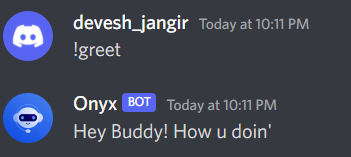 devesh_jangir Today at 10:11 PM
!greet
Onyx BOT Today at 10:11 PM
Hey Buddy! How u doin'